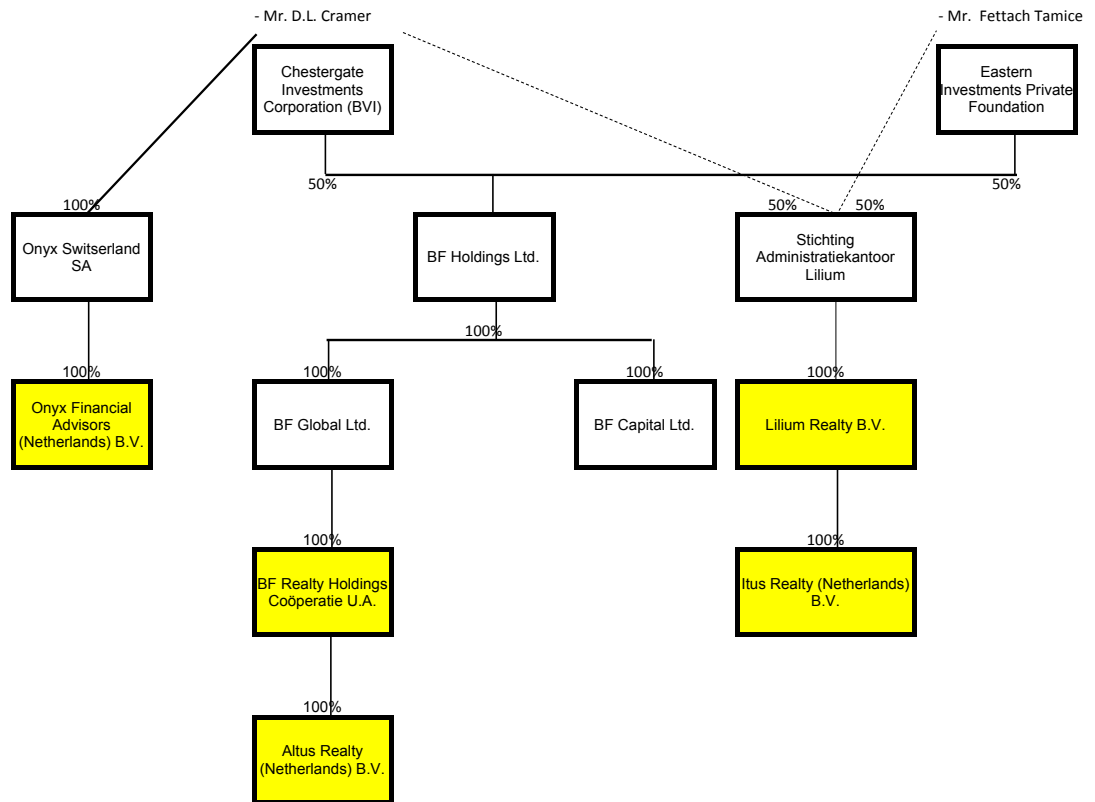 - Mr. D.L. Cramer
- Mr. Fettach Tamice
Chestergate
Investments
Corporation (BVI)
Eastern
Investments Private
Foundation
50%
50%
100%
50%
50%
Onyx Switserland
SA
BF Holdings Ltd.
Stichting
Administratiekantoor
Lilium
100%
100%
100%
100%
100%
Onyx Financial
Advisors
(Netherlands) B.V.
BF Global Ltd.
BF Capital Ltd.
Lilium Realty B.V.
100%
100%
BF Realty Holdings
Coöperatie U.A.
Itus Realty (Netherlands)
B.V.
100%
Altus Realty
(Netherlands) B.V.